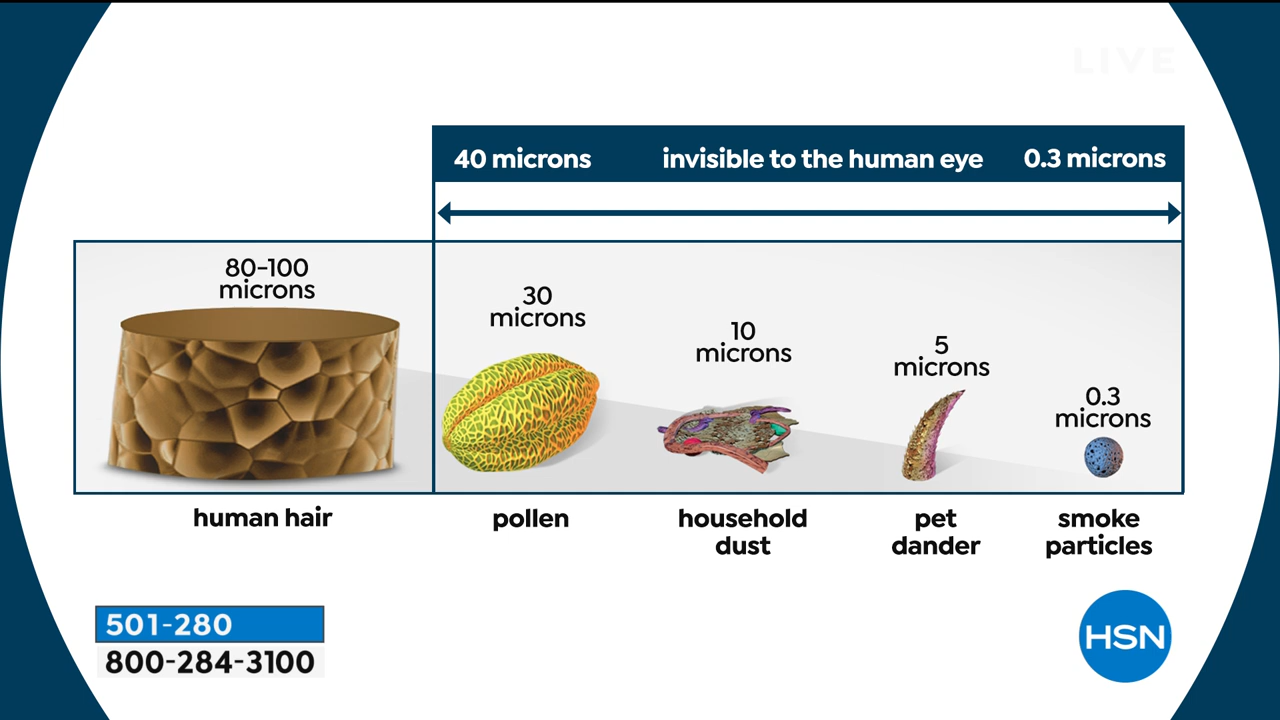 LIVE
40 microns invisible to the human eye 0.3 microns
80-100
microns
30
microns
10
microns
5
microns
0.3
microns
human hair
pollen
household
dust
pet
dander
smoke
particles
501-280
800-284-3100
HSN